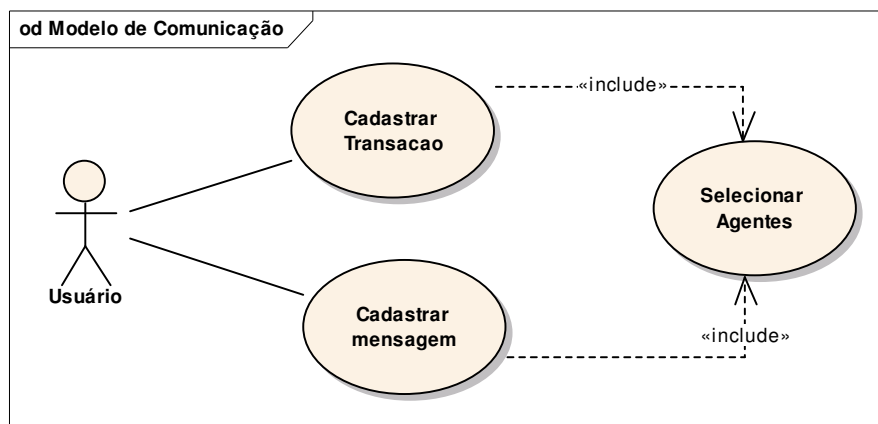 od Modelo de Comunicação
Cadastrar
Transacao
«include»
Selecionar
Agentes
Usuário
Cadastrar
mensagem
«include»